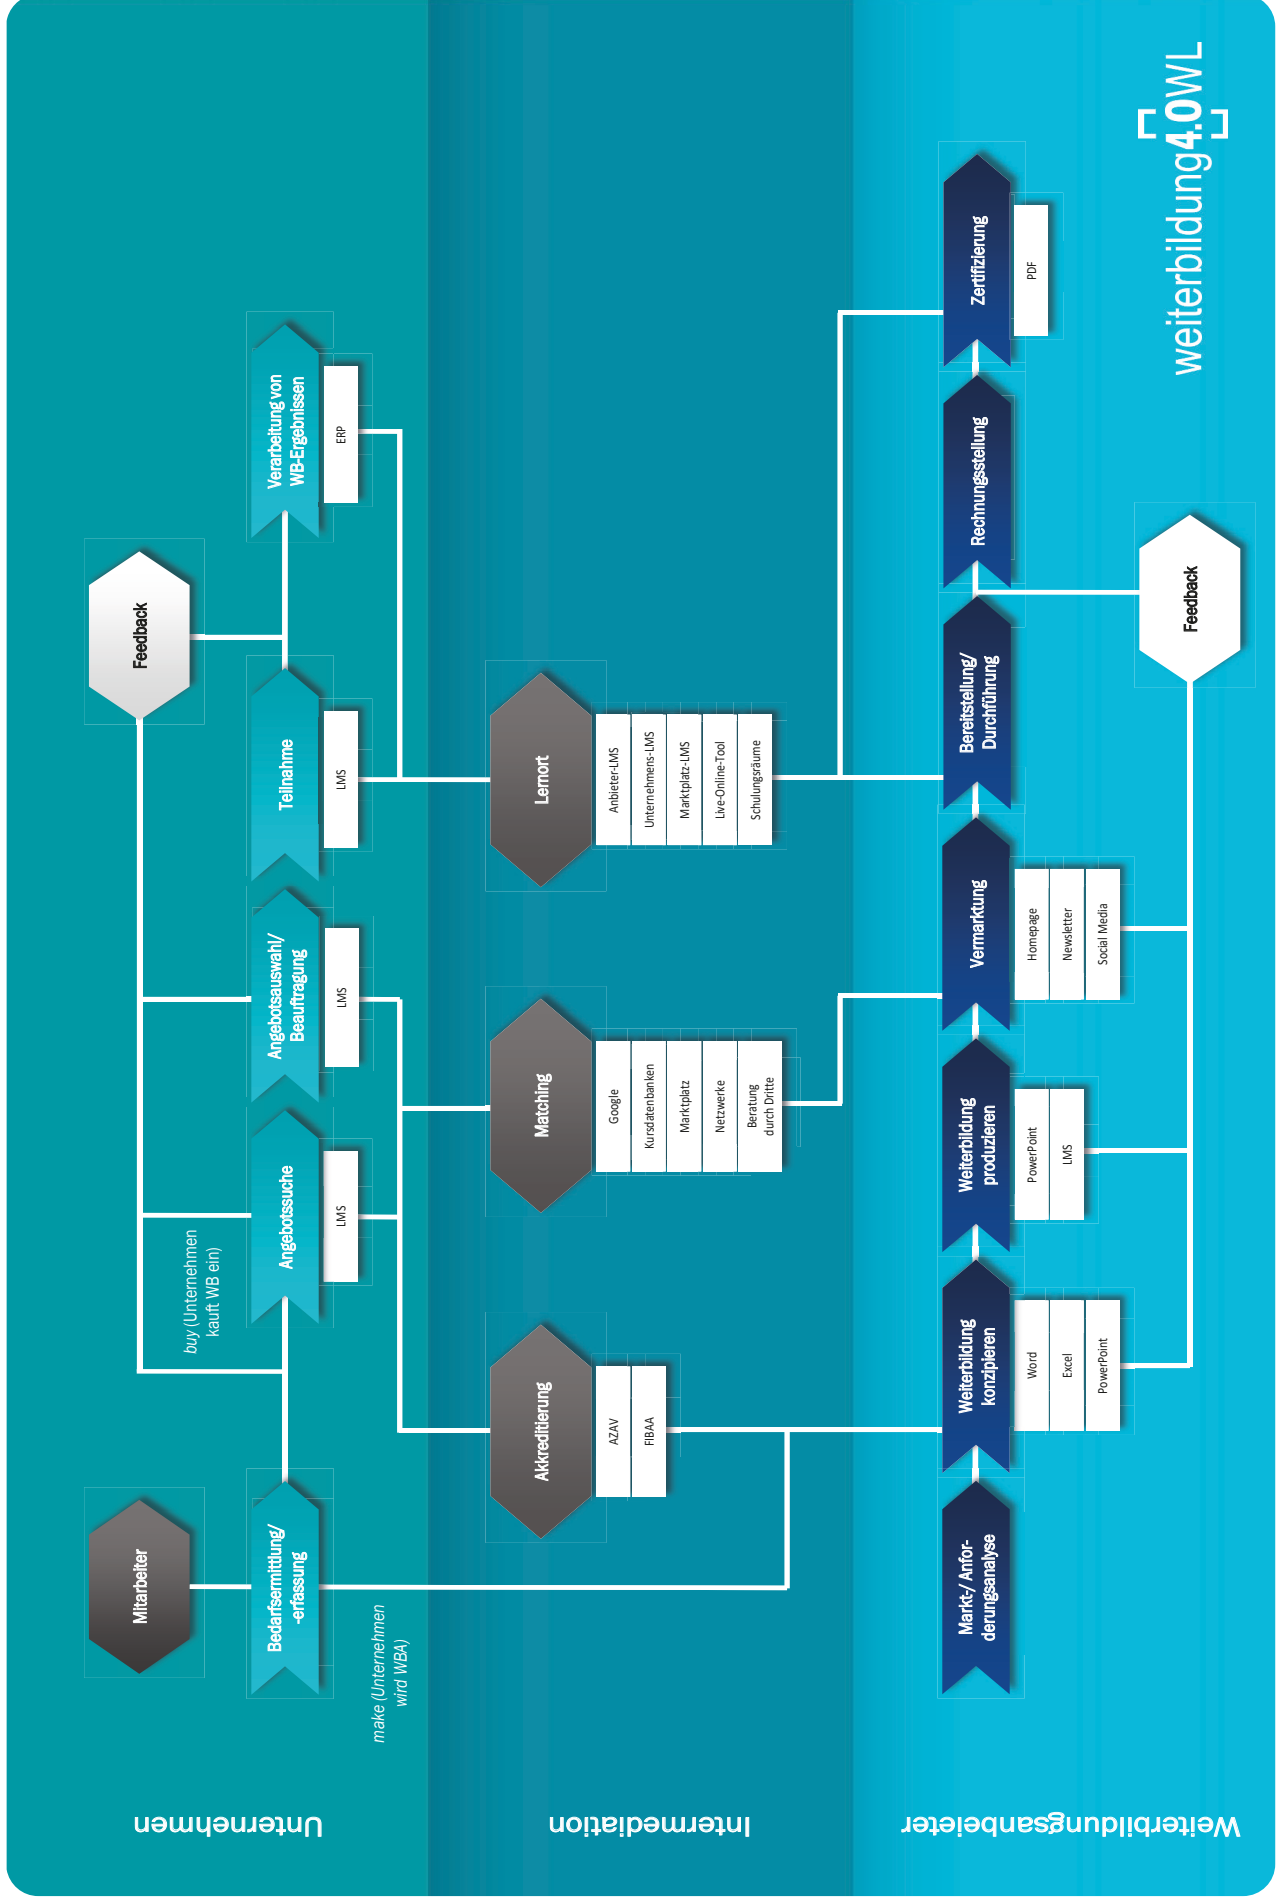 Unternehmen
Mitarbeiter
Feedback
Bedarfsermittlung/
-erfassung
buy (Unternehmen
kauft WB ein)
Angebotssuche
LMS
Angebotsauswahl/
Beauftragung
LMS
Teilnahme
LMS
Verarbeitung von
WB-Ergebnissen
ERP
make (Unternehmen
wird WBA)
Intermediation
Akkreditierung
AZAV
FIBAA
Matching
Google
Kursdatenbanken
Marktplatz
Netzwerke
Beratung
durch Dritte
Lernort
Anbieter-LMS
Unternehmens-LMS
Marktplatz-LMS
Live-Online-Tool
Schulungsräume
Weiterbildungsanbeieter
Markt-/ Anfor-
derungsanalyse
Weiterbildung
konzipieren
Word
Excel
PowerPoint
Weiterbildung
produzieren
PowerPoint
LMS
Vermarktung
Homepage
Newsletter
Social Media
Bereitstellung/
Durchführung
Rechnungsstellung
Zertifizierung
PDF
Feedback
weiterbildung4.0WL